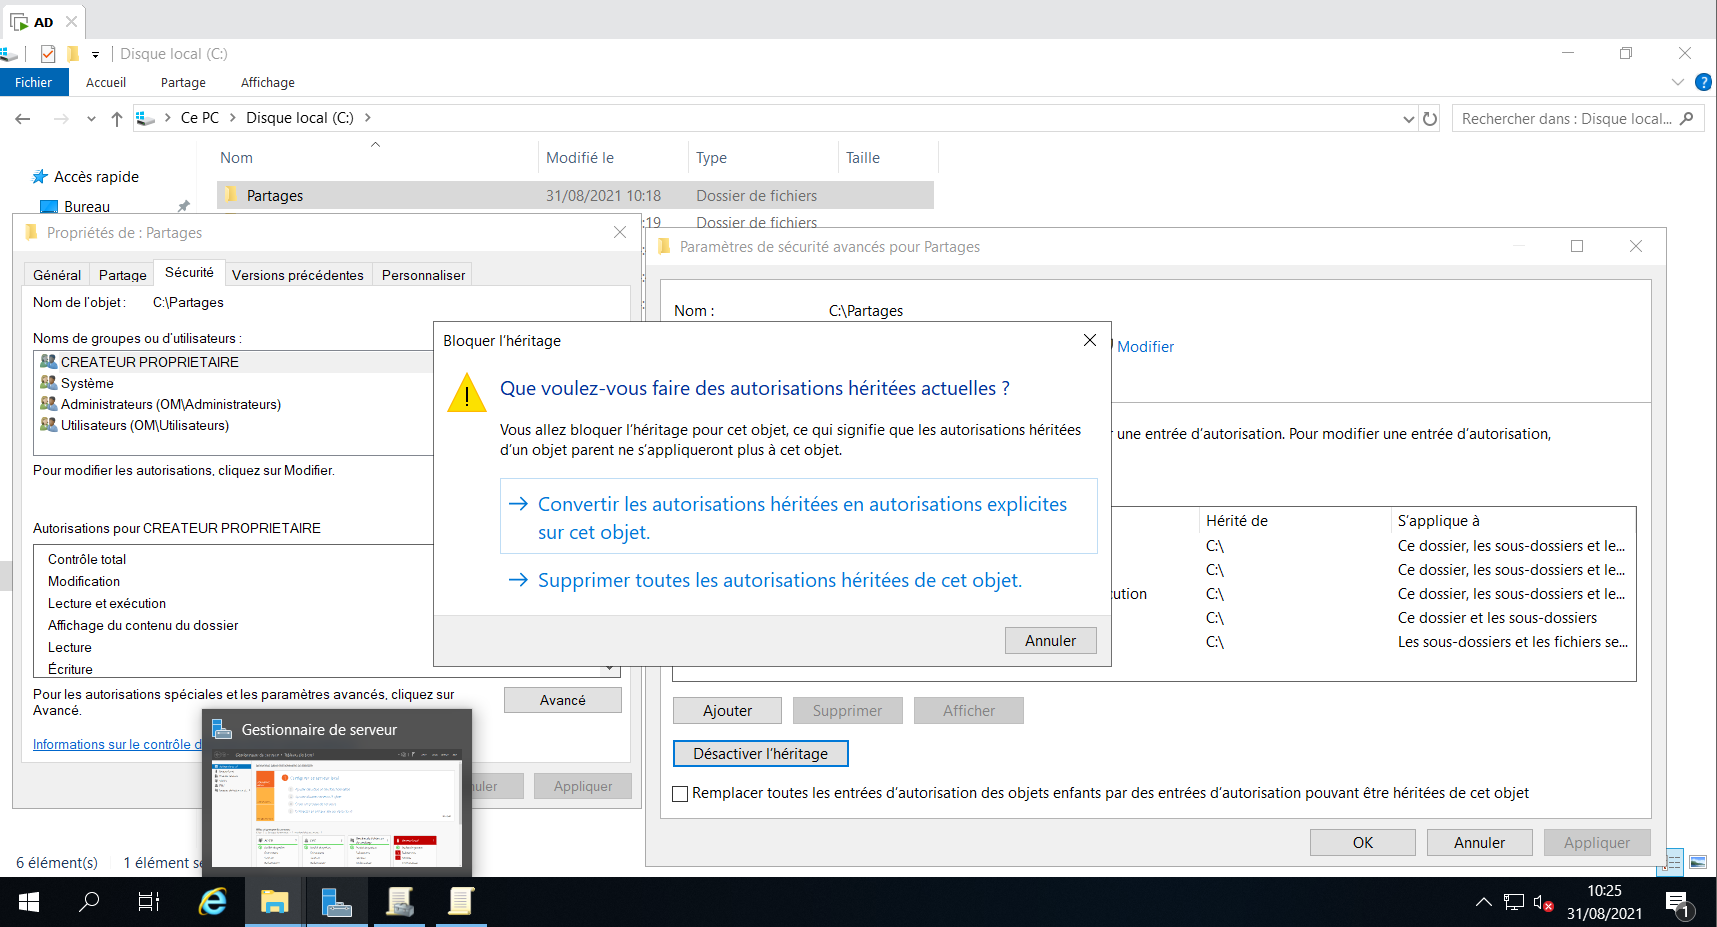 AD
Disque local (C:)
Fichier
Accueil
Partage
Affichage
Ce PC
Disque local (C:)
Rechercher dans : Disque local...
Nom
Modifié le
Type
Taille
Accès rapide
Bureau
Partages
31/08/2021 10:18
Dossier de fichiers
:19
Dossier de fichiers
Propriétés de : Partages
Général
Partage
Sécurité
Versions précédentes
Personnaliser
Nom de l'objet :
C:\Partages
Noms de groupes ou d'utilisateurs :
CREATEUR PROPRIETAIRE
Système
Administrateurs (OM\Administrateurs)
Utilisateurs (OM\Utilisateurs)
Pour modifier les autorisations, cliquez sur Modifier.
Autorisations pour CREATEUR PROPRIETAIRE
Contrôle total
Modification
Lecture et exécution
Affichage du contenu du dossier
Lecture
Écriture
Pour les autorisations spéciales et les paramètres avancés, cliquez sur
Avancé.
Avancé
Informations sur le contrôle d
nuler
Appliquer
Paramètres de sécurité avancés pour Partages
Nom :
C:\Partages
Modifier
une entrée d'autorisation. Pour modifier une entrée d'autorisation,
Hérité de
S'applique à
C:\
Ce dossier, les sous-dossiers et le...
C:\
Ce dossier, les sous-dossiers et le...
cution
C:\
Ce dossier, les sous-dossiers et le...
C:\
Ce dossier et les sous-dossiers
C:\
Les sous-dossiers et les fichiers se...
Bloquer l'héritage
Que voulez-vous faire des autorisations héritées actuelles ?
Vous allez bloquer l'héritage pour cet objet, ce qui signifie que les autorisations héritées
d'un objet parent ne s'appliqueront plus à cet objet.
Convertir les autorisations héritées en autorisations explicites
sur cet objet.
Supprimer toutes les autorisations héritées de cet objet.
Annuler
Ajouter
Supprimer
Afficher
Désactiver l'héritage
Remplacer toutes les entrées d'autorisation des objets enfants par des entrées d'autorisation pouvant être héritées de cet objet
OK
Annuler
Appliquer
Gestionnaire de serveur
6 élément(s)
1 élément sé
10:25
31/08/2021
1